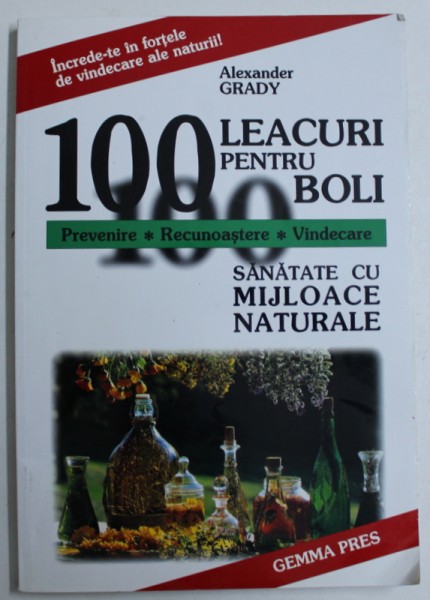 Încrede-te în forțele
de vindecare ale naturii!
Alexander
GRADY
100 LEACURI
PENTRU
100 BOLI
Prevenire * Recunoaștere * Vindecare
SĂNĂTATE CU
MIJLOACE
NATURALE
GEMMA PRES